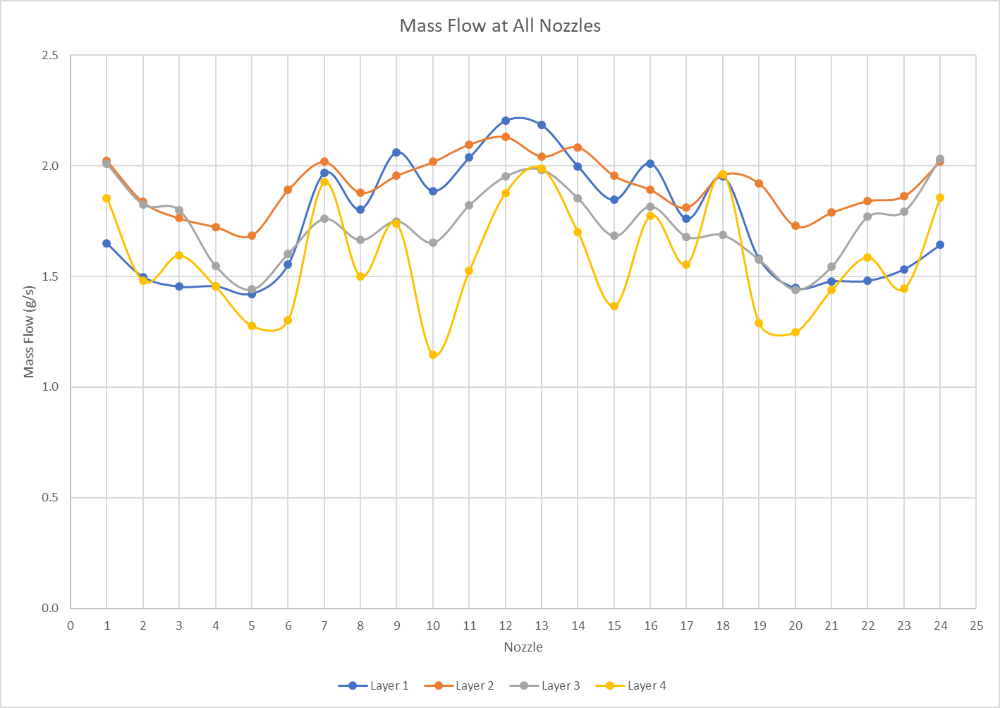 Mass Flow at All Nozzles
2.5
2.0
1.5
1.0
0.5
0.0
Mass Flow (g/s)
0 1 2 3 4 5 6 7 8 9 10 11 12 13 14 15 16 17 18 19 20 21 22 23 24 25
Nozzle
Layer 1 Layer 2 Layer 3 Layer 4